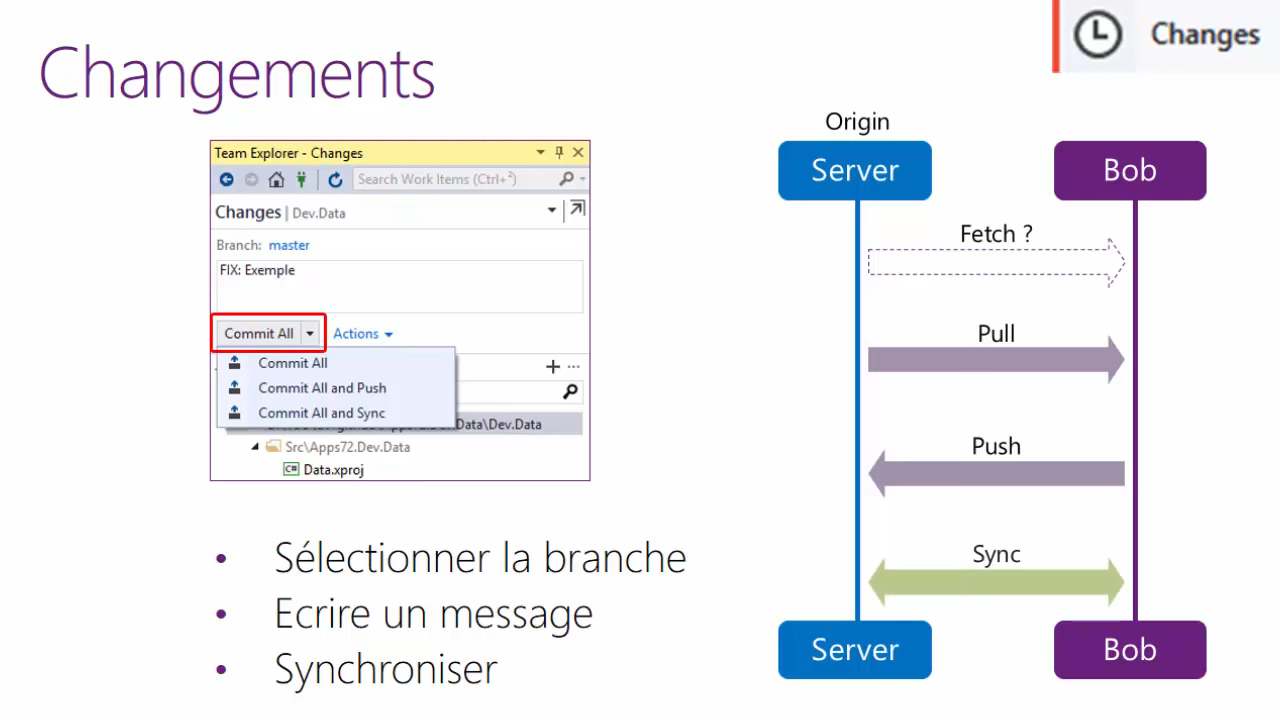 Changes
Changements
Team Explorer - Changes
Search Work Items (Ctrl+²)
Changes | Dev.Data
Branch: master
FIX: Exemple
Commit All
Actions
Commit All
Commit All and Push
Commit All and Sync
Data\Dev.Data
Src\Apps72.Dev.Data
C# Data.xproj
• Sélectionner la branche
• Ecrire un message
• Synchroniser
Origin
Server
Bob
Fetch ?
Pull
Push
Sync
Server
Bob